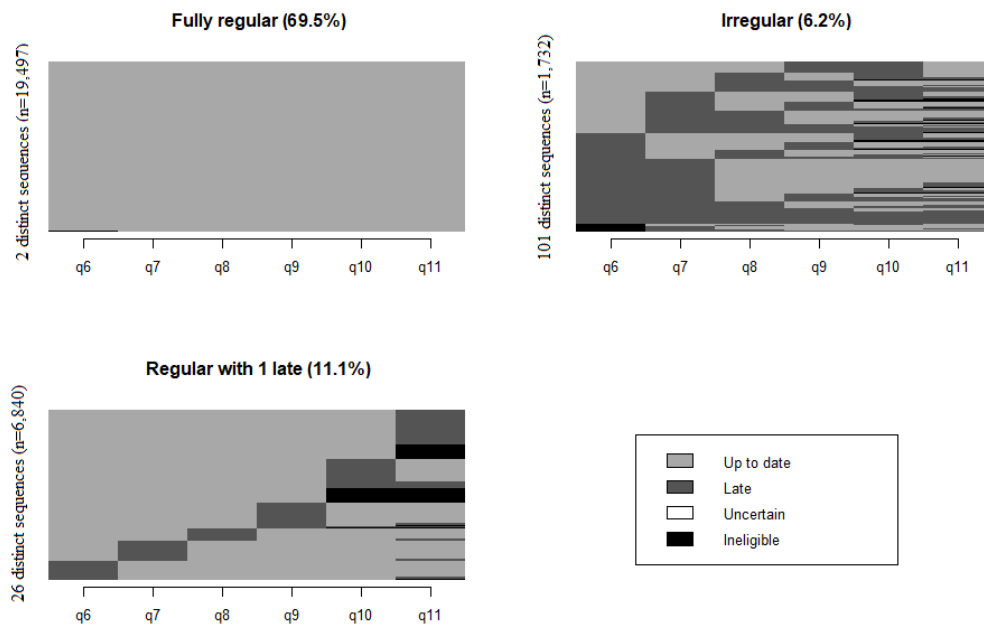 Fully regular (69.5%)
2 distinct sequences (n=19,497)
q6 q7 q8 q9 q10 q11
Irregular (6.2%)
101 distinct sequences (n=1,732)
q6 q7 q8 q9 q10 q11
Regular with 1 late (11.1%)
26 distinct sequences (n=6,840)
q6 q7 q8 q9 q10 q11
Up to date
Late
Uncertain
Ineligible